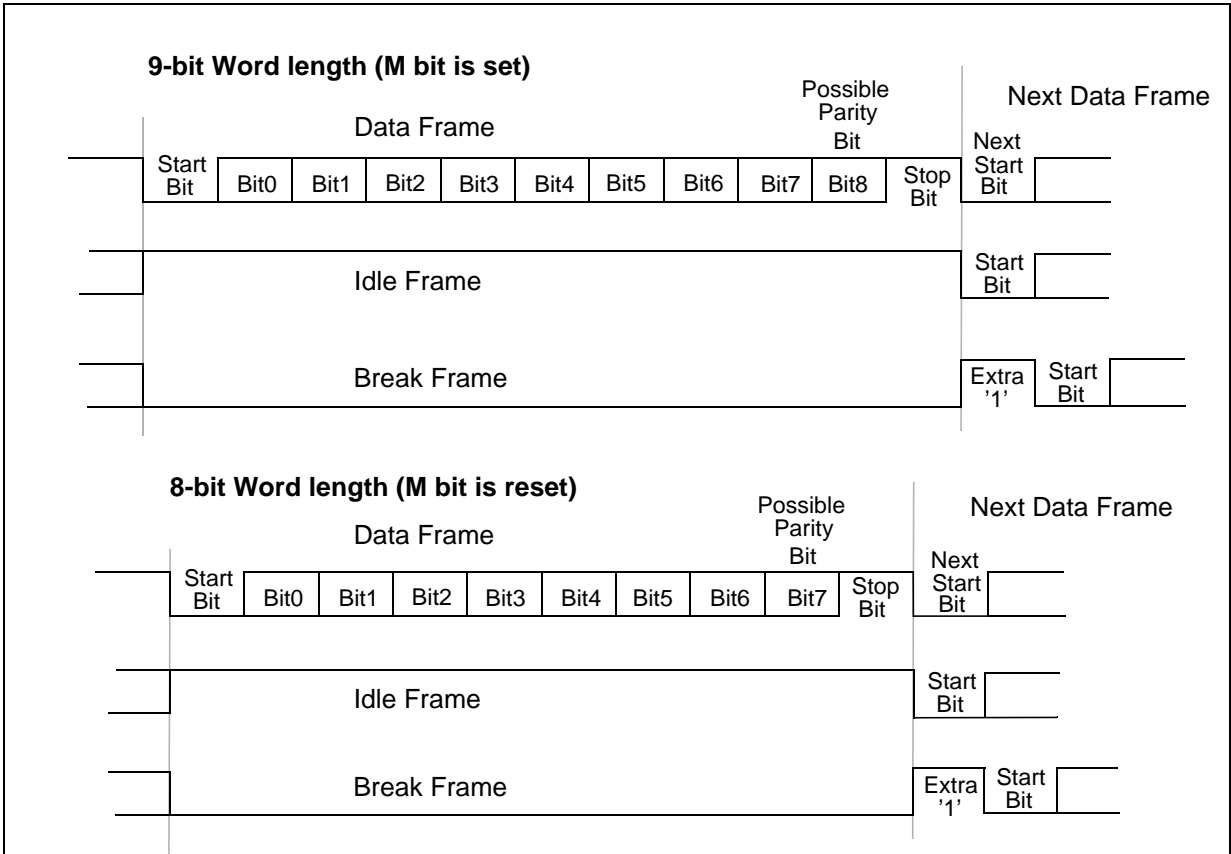 9-bit Word length (M bit is set)
Possible
Parity
Bit
Next Data Frame
Data Frame
Next
Start
Bit
Start
Bit
Bit0
Bit1
Bit2
Bit3
Bit4
Bit5
Bit6
Bit7
Bit8
Stop
Bit
Idle Frame
Start
Bit
Break Frame
Extra
'1'
Start
Bit
8-bit Word length (M bit is reset)
Possible
Parity
Bit
Next Data Frame
Data Frame
Next
Start
Bit
Start
Bit
Bit0
Bit1
Bit2
Bit3
Bit4
Bit5
Bit6
Bit7
Stop
Bit
Idle Frame
Start
Bit
Break Frame
Extra
'1'
Start
Bit